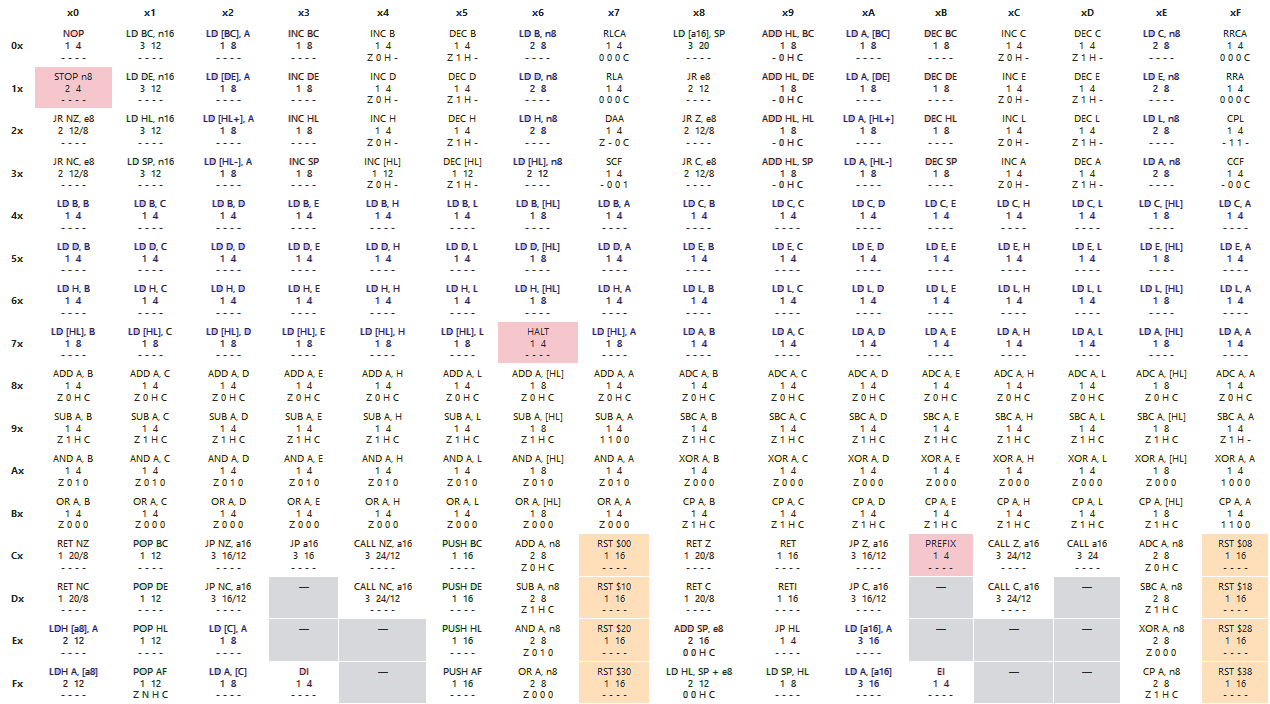 x0 x1 x2 x3 x4 x5 x6 x7 x8 x9 xA xB xC xD xE xF
NOP LD BC, n16 LD [BC], A INC BC INC B DEC B LD B, n8 RLCA LD [a16], SP ADD HL, BC LD A, [BC] DEC BC INC C DEC C LD C, n8 RRCA
0x 1 4 3 12 1 8 1 8 1 4 1 4 2 8 1 4 3 20 1 8 1 8 1 8 1 4 1 4 2 8 1 4
- - - - - - - - - - - - - - - - Z 0 H - Z 1 H - - - - - 0 0 0 C - - - - - 0 H C - - - - - - - - Z 0 H - Z 1 H - - - - - 0 0 0 C
STOP n8 LD DE, n16 LD [DE], A INC DE INC D DEC D LD D, n8 RLA JR e8 ADD HL, DE LD A, [DE] DEC DE INC E DEC E LD E, n8 RRA
1x 2 4 3 12 1 8 1 8 1 4 1 4 2 8 1 4 2 12 1 8 1 8 1 8 1 4 1 4 2 8 1 4
- - - - - - - - - - - - - - - - Z 0 H - Z 1 H - - - - - 0 0 0 C - - - - - 0 H C - - - - - - - - Z 0 H - Z 1 H - - - - - 0 0 0 C
JR NZ, e8 LD HL, n16 LD [HL+], A INC HL INC H DEC H LD H, n8 DAA JR Z, e8 ADD HL, HL LD A, [HL+] DEC HL INC L DEC L LD L, n8 CPL
2x 2 12/8 3 12 1 8 1 8 1 4 1 4 2 8 1 4 2 12/8 1 8 1 8 1 8 1 4 1 4 2 8 1 4
- - - - - - - - - - - - - - - - Z 0 H - Z 1 H - - - - - Z - 0 C - - - - - 0 H C - - - - - - - - Z 0 H - Z 1 H - - - - - - 1 1 -
JR NC, e8 LD SP, n16 LD [HL-], A INC SP INC [HL] DEC [HL] LD [HL], n8 SCF JR C, e8 ADD HL, SP LD A, [HL-] DEC SP INC A DEC A LD A, n8 CCF
3x 2 12/8 3 12 1 8 1 8 1 12 1 12 2 12 1 4 2 12/8 1 8 1 8 1 8 1 4 1 4 2 8 1 4
- - - - - - - - - - - - - - - - Z 0 H - Z 1 H - - - - - - 0 0 1 - - - - - 0 H C - - - - - - - - Z 0 H - Z 1 H - - - - - - 0 0 C
LD B, B LD B, C LD B, D LD B, E LD B, H LD B, L LD B, [HL] LD B, A LD C, B LD C, C LD C, D LD C, E LD C, H LD C, L LD C, [HL] LD C, A
4x 1 4 1 4 1 4 1 4 1 4 1 4 1 8 1 4 1 4 1 4 1 4 1 4 1 4 1 4 1 8 1 4
- - - - - - - - - - - - - - - - - - - - - - - - - - - - - - - - - - - - - - - - - - - - - - - - - - - - - - - - - - - - - - - -
LD D, B LD D, C LD D, D LD D, E LD D, H LD D, L LD D, [HL] LD D, A LD E, B LD E, C LD E, D LD E, E LD E, H LD E, L LD E, [HL] LD E, A
5x 1 4 1 4 1 4 1 4 1 4 1 4 1 8 1 4 1 4 1 4 1 4 1 4 1 4 1 4 1 8 1 4
- - - - - - - - - - - - - - - - - - - - - - - - - - - - - - - - - - - - - - - - - - - - - - - - - - - - - - - - - - - - - - - -
LD H, B LD H, C LD H, D LD H, E LD H, H LD H, L LD H, [HL] LD H, A LD L, B LD L, C LD L, D LD L, E LD L, H LD L, L LD L, [HL] LD L, A
6x 1 4 1 4 1 4 1 4 1 4 1 4 1 8 1 4 1 4 1 4 1 4 1 4 1 4 1 4 1 8 1 4
- - - - - - - - - - - - - - - - - - - - - - - - - - - - - - - - - - - - - - - - - - - - - - - - - - - - - - - - - - - - - - - -
LD [HL], B LD [HL], C LD [HL], D LD [HL], E LD [HL], H LD [HL], L HALT LD [HL], A LD A, B LD A, C LD A, D LD A, E LD A, H LD A, L LD A, [HL] LD A, A
7x 1 8 1 8 1 8 1 8 1 8 1 8 1 4 1 8 1 4 1 4 1 4 1 4 1 4 1 4 1 8 1 4
- - - - - - - - - - - - - - - - - - - - - - - - - - - - - - - - - - - - - - - - - - - - - - - - - - - - - - - - - - - - - - - -
ADD A, B ADD A, C ADD A, D ADD A, E ADD A, H ADD A, L ADD A, [HL] ADD A, A ADC A, B ADC A, C ADC A, D ADC A, E ADC A, H ADC A, L ADC A, [HL] ADC A, A
8x 1 4 1 4 1 4 1 4 1 4 1 4 1 8 1 4 1 4 1 4 1 4 1 4 1 4 1 4 1 8 1 4
Z 0 H C Z 0 H C Z 0 H C Z 0 H C Z 0 H C Z 0 H C Z 0 H C Z 0 H C Z 0 H C Z 0 H C Z 0 H C Z 0 H C Z 0 H C Z 0 H C Z 0 H C Z 0 H C
SUB A, B SUB A, C SUB A, D SUB A, E SUB A, H SUB A, L SUB A, [HL] SUB A, A SBC A, B SBC A, C SBC A, D SBC A, E SBC A, H SBC A, L SBC A, [HL] SBC A, A
9x 1 4 1 4 1 4 1 4 1 4 1 4 1 8 1 4 1 4 1 4 1 4 1 4 1 4 1 4 1 8 1 4
Z 1 H C Z 1 H C Z 1 H C Z 1 H C Z 1 H C Z 1 H C Z 1 H C 1 1 0 0 Z 1 H C Z 1 H C Z 1 H C Z 1 H C Z 1 H C Z 1 H C Z 1 H C Z 1 H -
AND A, B AND A, C AND A, D AND A, E AND A, H AND A, L AND A, [HL] AND A, A XOR A, B XOR A, C XOR A, D XOR A, E XOR A, H XOR A, L XOR A, [HL] XOR A, A
Ax 1 4 1 4 1 4 1 4 1 4 1 4 1 8 1 4 1 4 1 4 1 4 1 4 1 4 1 4 1 8 1 4
Z 0 1 0 Z 0 1 0 Z 0 1 0 Z 0 1 0 Z 0 1 0 Z 0 1 0 Z 0 1 0 Z 0 1 0 Z 0 0 0 Z 0 0 0 Z 0 0 0 Z 0 0 0 Z 0 0 0 Z 0 0 0 Z 0 0 0 1 0 0 0
OR A, B OR A, C OR A, D OR A, E OR A, H OR A, L OR A, [HL] OR A, A CP A, B CP A, C CP A, D CP A, E CP A, H CP A, L CP A, [HL] CP A, A
Bx 1 4 1 4 1 4 1 4 1 4 1 4 1 8 1 4 1 4 1 4 1 4 1 4 1 4 1 4 1 8 1 4
Z 0 0 0 Z 0 0 0 Z 0 0 0 Z 0 0 0 Z 0 0 0 Z 0 0 0 Z 0 0 0 Z 0 0 0 Z 1 H C Z 1 H C Z 1 H C Z 1 H C Z 1 H C Z 1 H C Z 1 H C 1 1 0 0
RET NZ POP BC JP NZ, a16 JP a16 CALL NZ, a16 PUSH BC ADD A, n8 RST $00 RET Z RET JP Z, a16 PREFIX CALL Z, a16 CALL a16 ADC A, n8 RST $08
Cx 1 20/8 1 12 3 16/12 3 16 3 24/12 1 16 2 8 1 16 1 20/8 1 16 3 16/12 1 4 3 24/12 3 24 2 8 1 16
- - - - - - - - - - - - - - - - - - - - - - - - Z 0 H C - - - - - - - - - - - - - - - - - - - - - - - - - - - - Z 0 H C - - - -
RET NC POP DE JP NC, a16 — CALL NC, a16 PUSH DE SUB A, n8 RST $10 RET C RETI JP C, a16 — CALL C, a16 — SBC A, n8 RST $18
Dx 1 20/8 1 12 3 16/12 3 24/12 1 16 2 8 1 16 1 20/8 1 16 3 16/12 3 24/12 2 8 1 16
- - - - - - - - - - - - - - - - - - - - Z 1 H C - - - - - - - - - - - - - - - - - - - - Z 1 H C - - - -
LDH [a8], A POP HL LD [C], A — — PUSH HL AND A, n8 RST $20 ADD SP, e8 JP HL LD [a16], A — — — XOR A, n8 RST $28
Ex 2 12 1 12 1 8 1 16 2 8 1 16 2 16 1 4 3 16 2 8 1 16
- - - - - - - - - - - - - - - - Z 0 1 0 - - - - 0 0 H C - - - - - - - - Z 0 0 0 - - - -
LDH A, [a8] POP AF LD A, [C] DI — PUSH AF OR A, n8 RST $30 LD HL, SP + e8 LD SP, HL LD A, [a16] EI — — CP A, n8 RST $38
Fx 2 12 1 12 1 8 1 4 1 16 2 8 1 16 2 12 1 8 3 16 1 4 2 8 1 16
- - - - Z N H C - - - - - - - - - - - - Z 0 0 0 - - - - 0 0 H C - - - - - - - - - - - - Z 1 H C - - - -